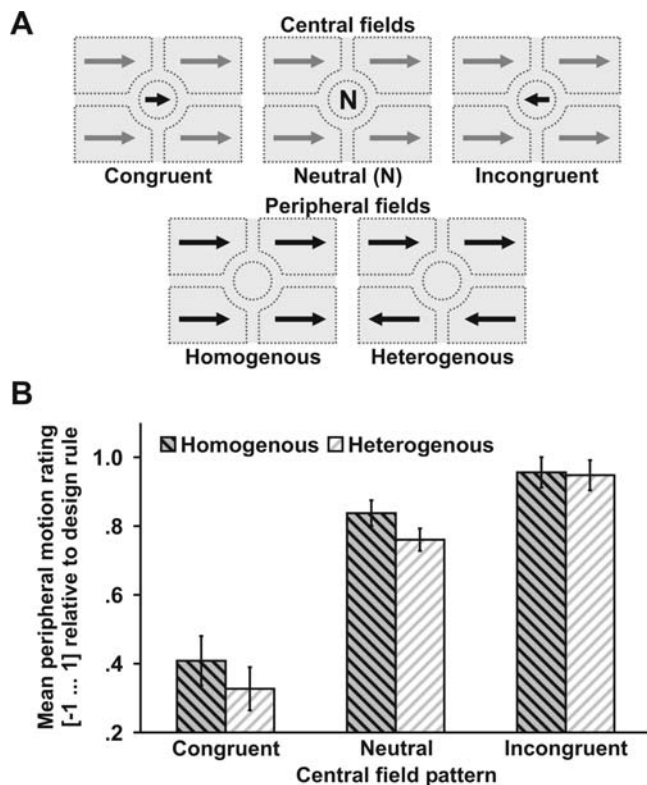 A
Central fields
N
Congruent Neutral (N) Incongruent
Peripheral fields
Homogenous Heterogenous
B
Mean peripheral motion rating
[-1 ... 1] relative to design rule
Homogenous Heterogenous
1.0
.8
.6
.4
.2
Congruent Neutral Incongruent
Central field pattern